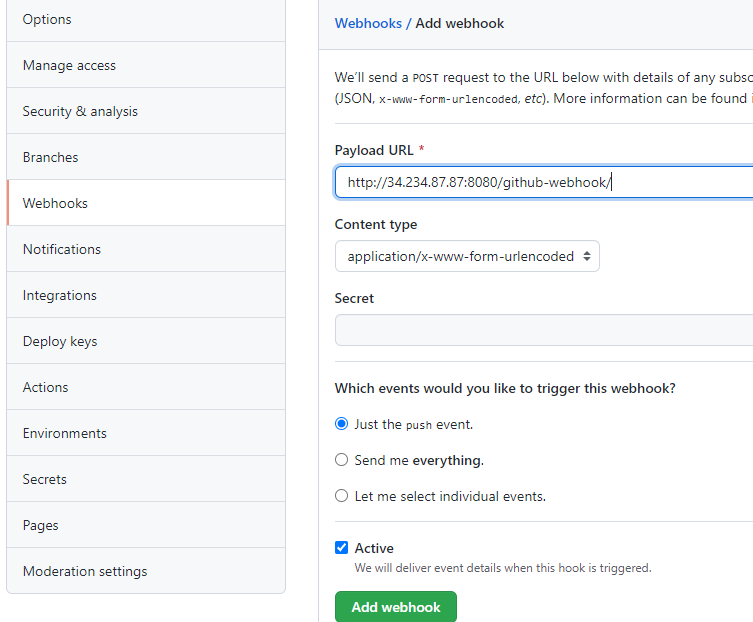 Options
Manage access
Security & analysis
Branches
Webhooks
Notifications
Integrations
Deploy keys
Actions
Environments
Secrets
Pages
Moderation settings
Webhooks / Add webhook
We'll send a POST request to the URL below with details of any
(JSON, x-www-form-urlencoded, etc). More information can be found
Payload URL *
http://34.234.87.87:8080/github-webhook/
Content type
application/x-www-form-urlencoded
Secret
Which events would you like to trigger this webhook?
Just the push event.
Send me everything.
Let me select individual events.
Active
We will deliver event details when this hook is triggered.
Add webhook